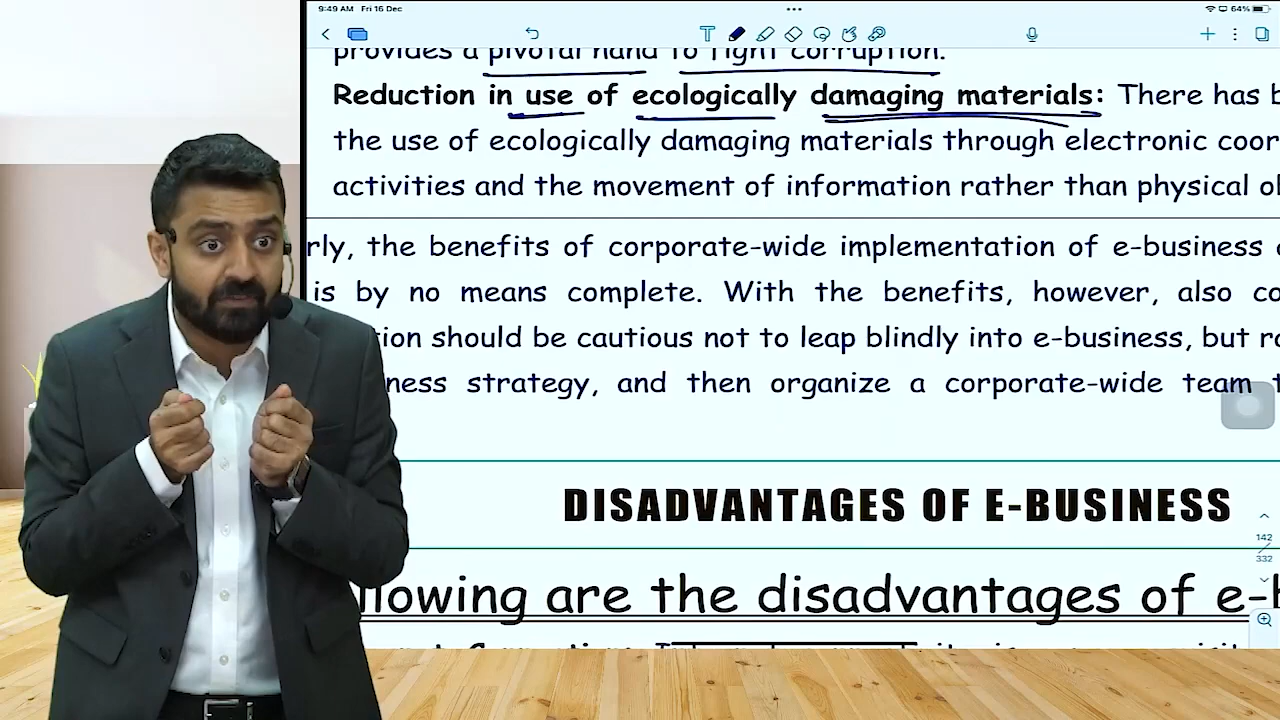 9:49 AM Fri 16 Dec
64%
provides a pivotal hand to fight corruption.
Reduction in use of ecologically damaging materials: There has b
the use of ecologically damaging materials through electronic coor
activities and the movement of information rather than physical ob
rly, the benefits of corporate-wide implementation of e-business
is by no means complete. With the benefits, however, also co
tion should be cautious not to leap blindly into e-business, but
ness strategy, and then organize a corporate-wide team
DISADVANTAGES OF E-BUSINESS
142
332
llowing are the disadvantages of e-b